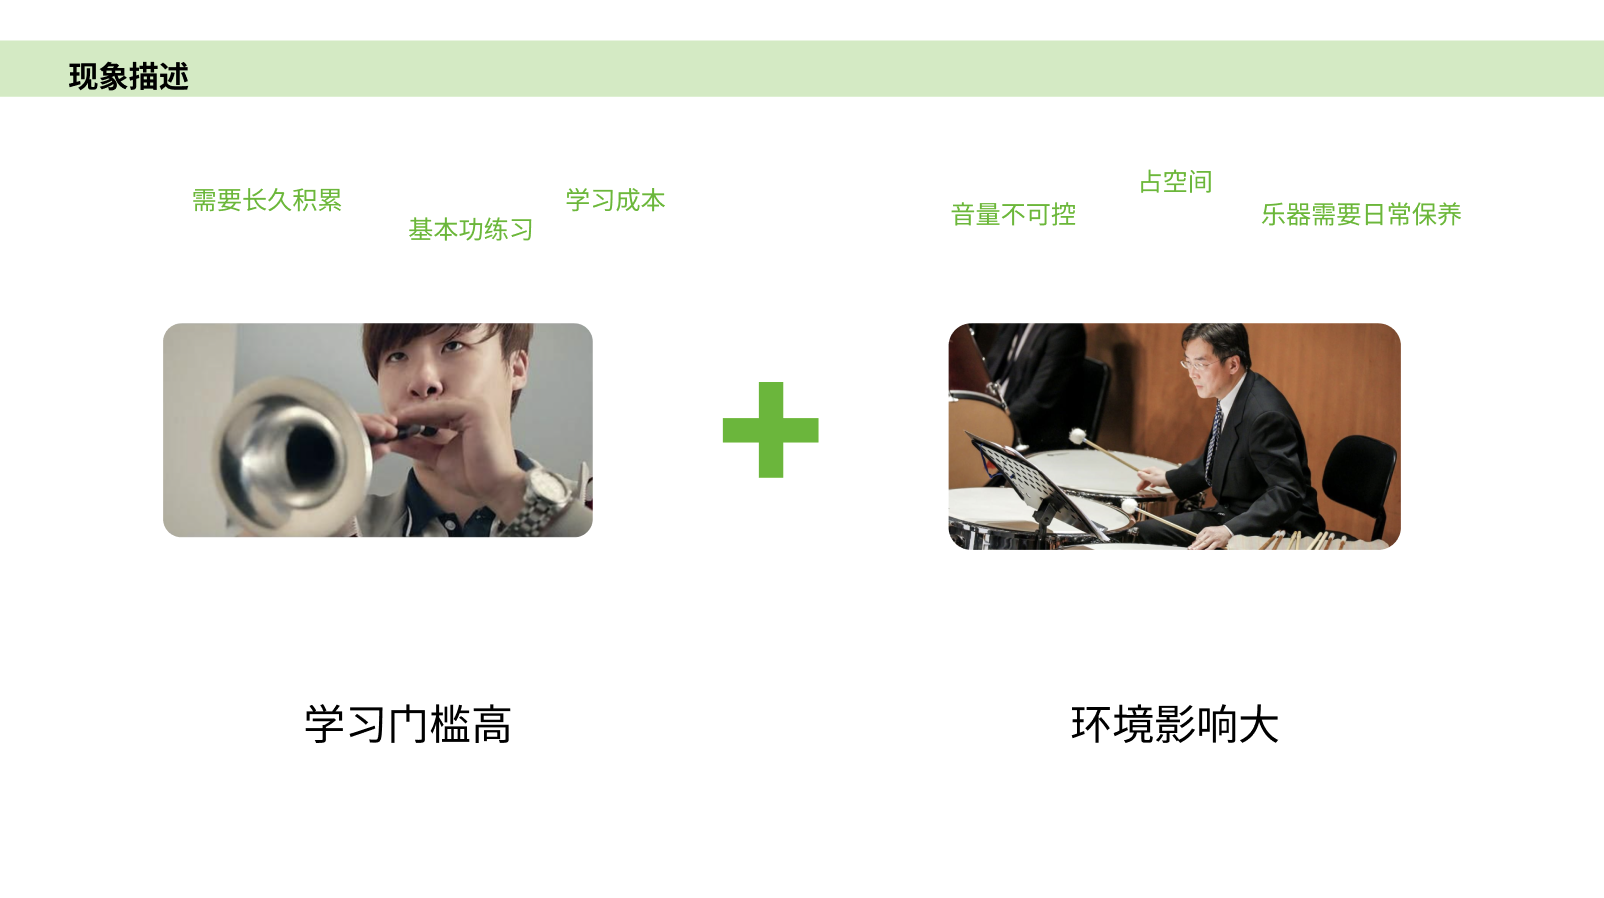 现象描述
需要长久积累
基本功练习
学习成本
音量不可控
占空间
乐器需要日常保养
学习门槛高
环境影响大